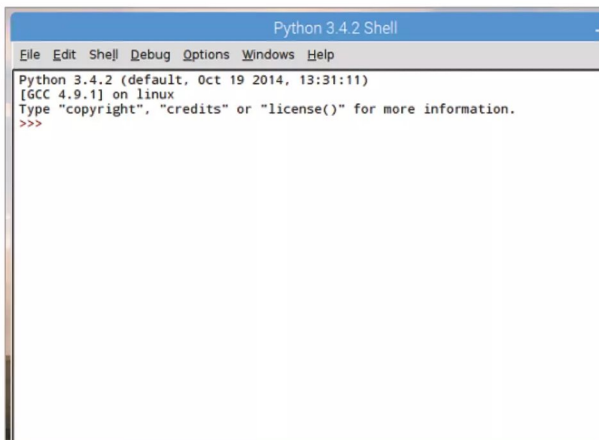 Python 3.4.2 Shell
File Edit Shell Debug Options Windows Help
Python 3.4.2 (default, Oct 19 2014, 13:31:11)
[GCC 4.9.1] on linux
Type "copyright", "credits" or "license()" for more information.
>>>